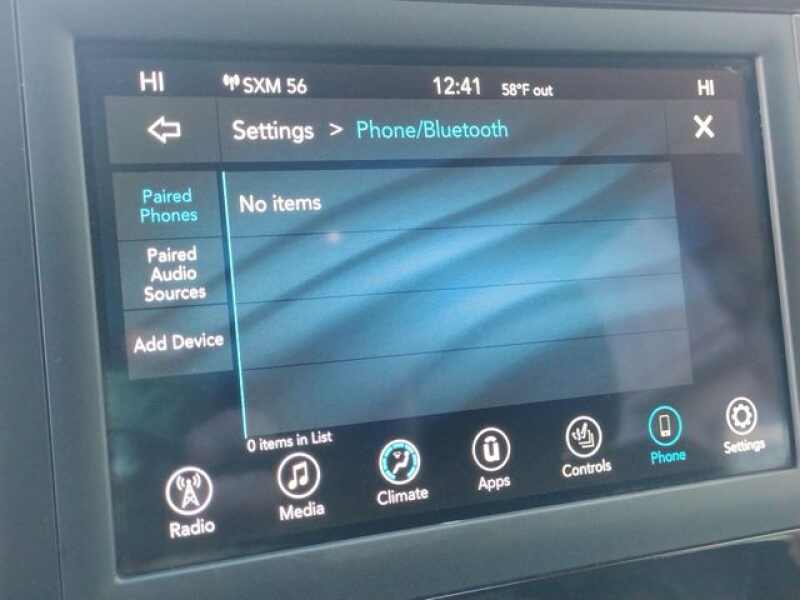 HI SXM 56 12:41 58°F out HI
Settings > Phone/Bluetooth X
Paired
Phones
No items
Paired
Audio
Sources
Add Device
0 items in List
Radio Media Climate Apps Controls Phone Settings